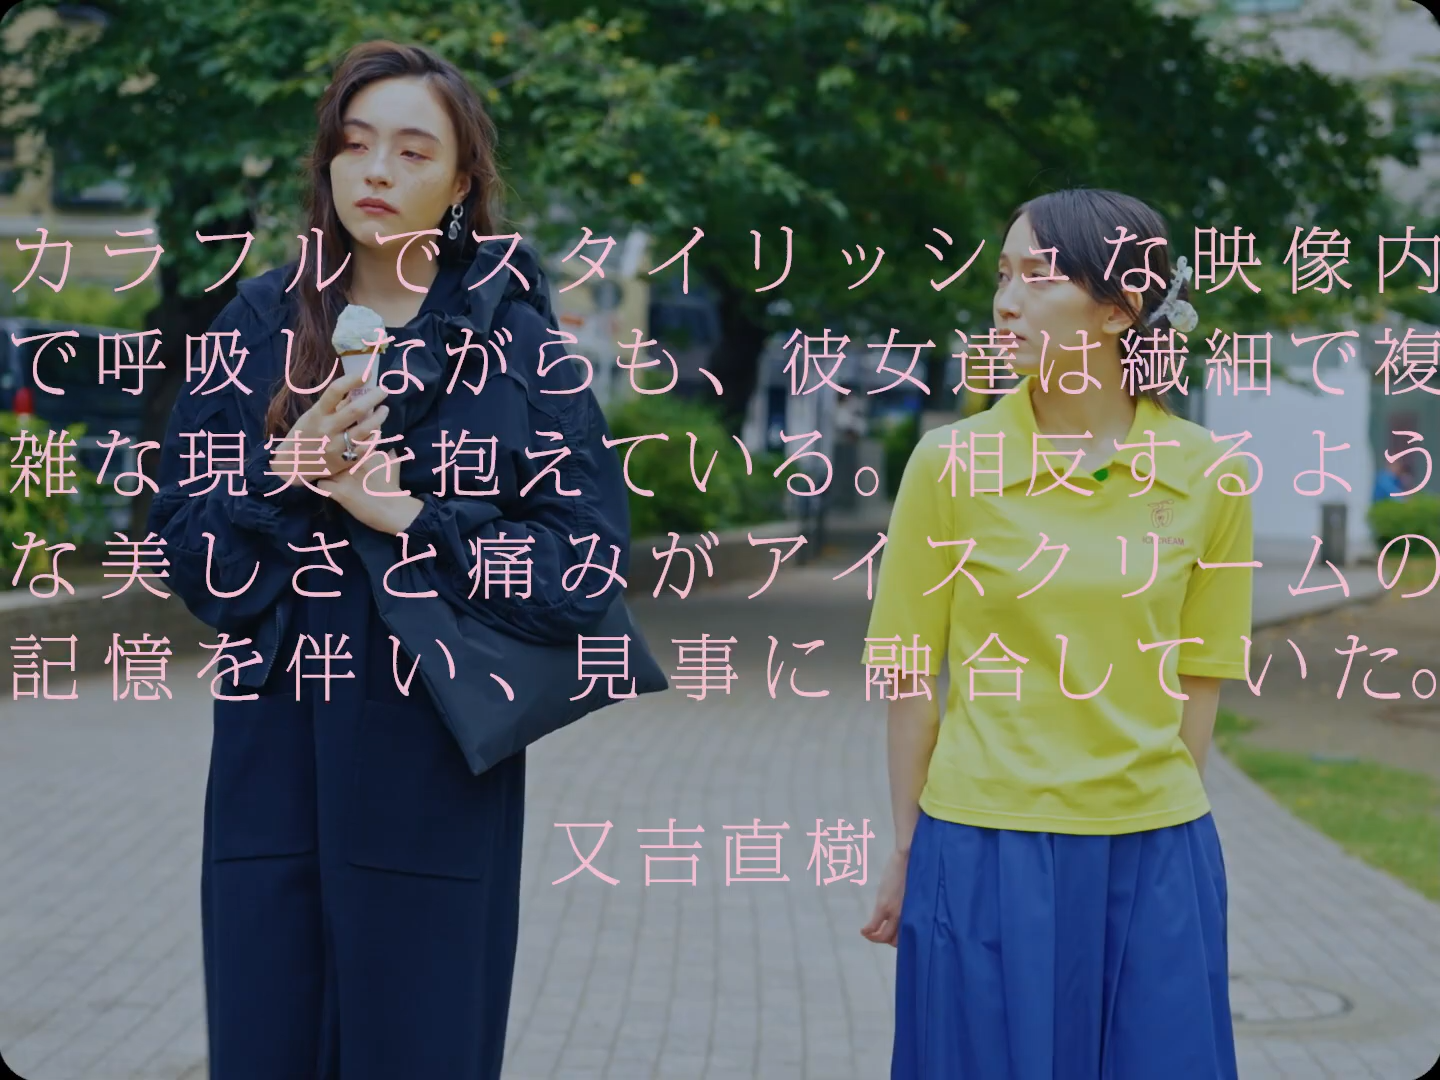 カラフルでスタイリッシュな映像内
で呼吸しながらも、彼女達は繊細で複
雑な現実を抱えている。相反するよう
な美しさと痛みがアイスクリームの
記憶を伴い、見事に融合していた。
又吉直樹